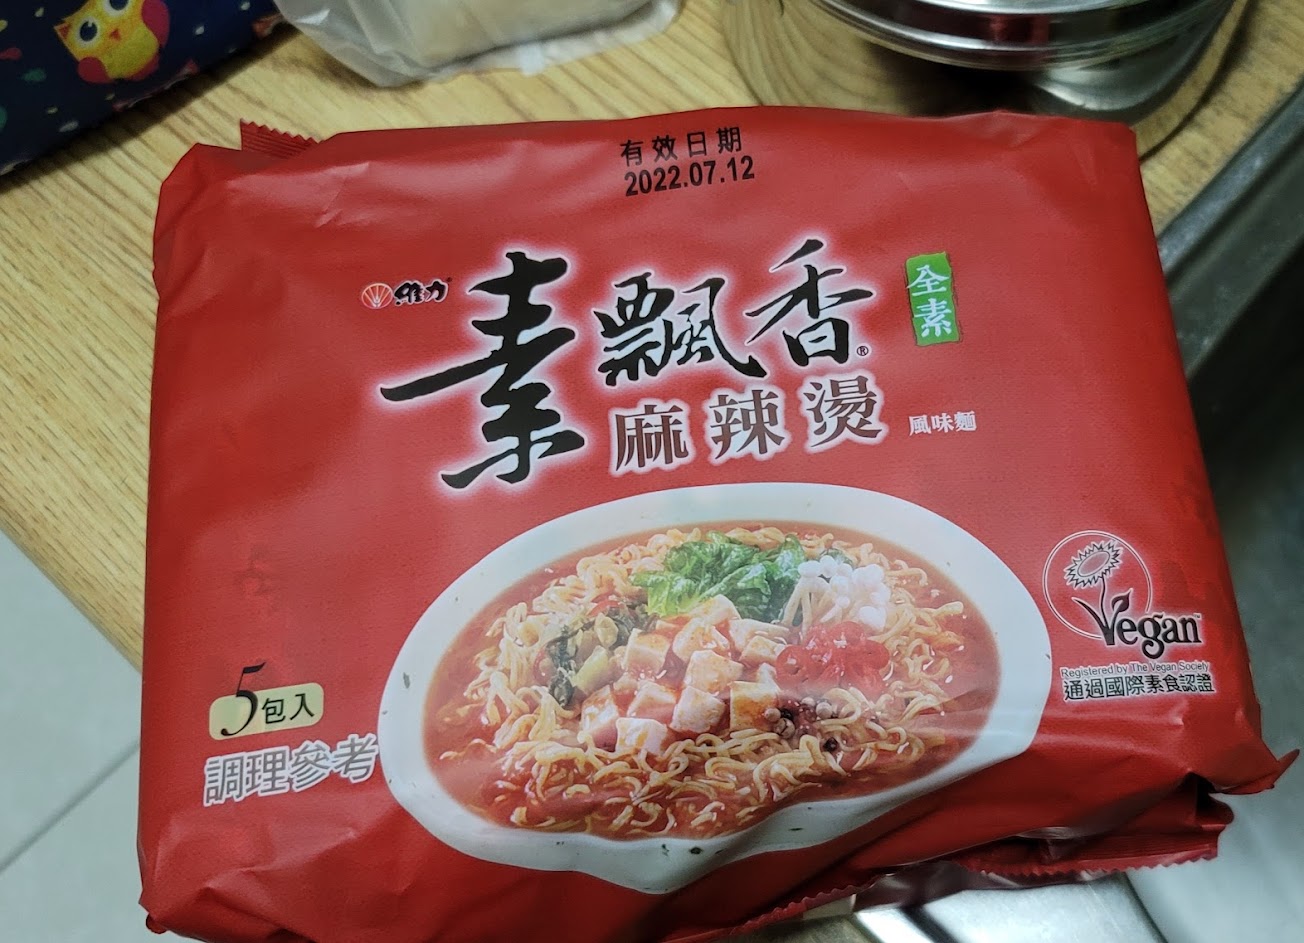 有效日期
2022.07.12
維力®
素飄香®
全素
麻辣燙
風味麵
Vegan™
Registered by The Vegan Society
通過國際素食認證
5包入
調理參考